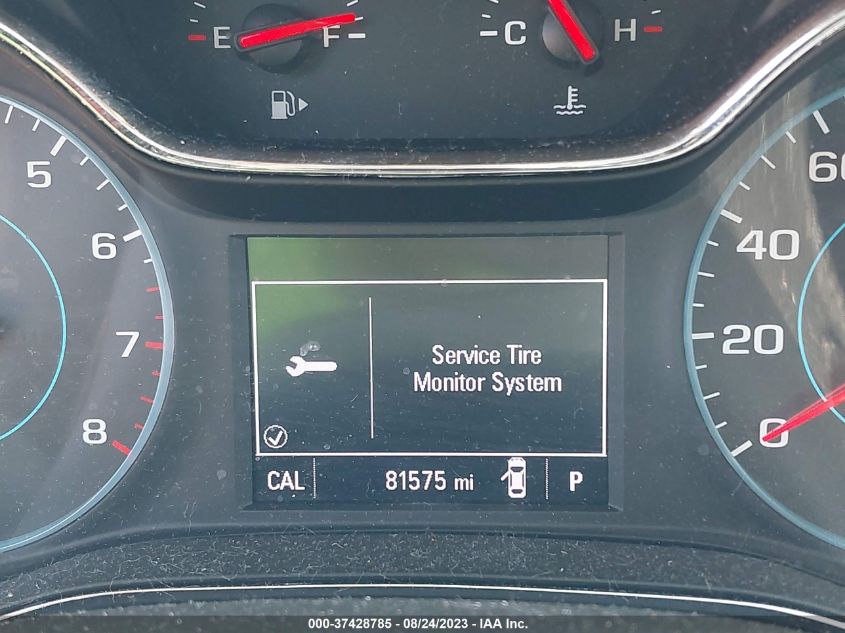 E F
C H
5
6
7
8
60
40
20
0
Service Tire
Monitor System
CAL 81575 mi P
000-37428785 - 08/24/2023 - IAA Inc.